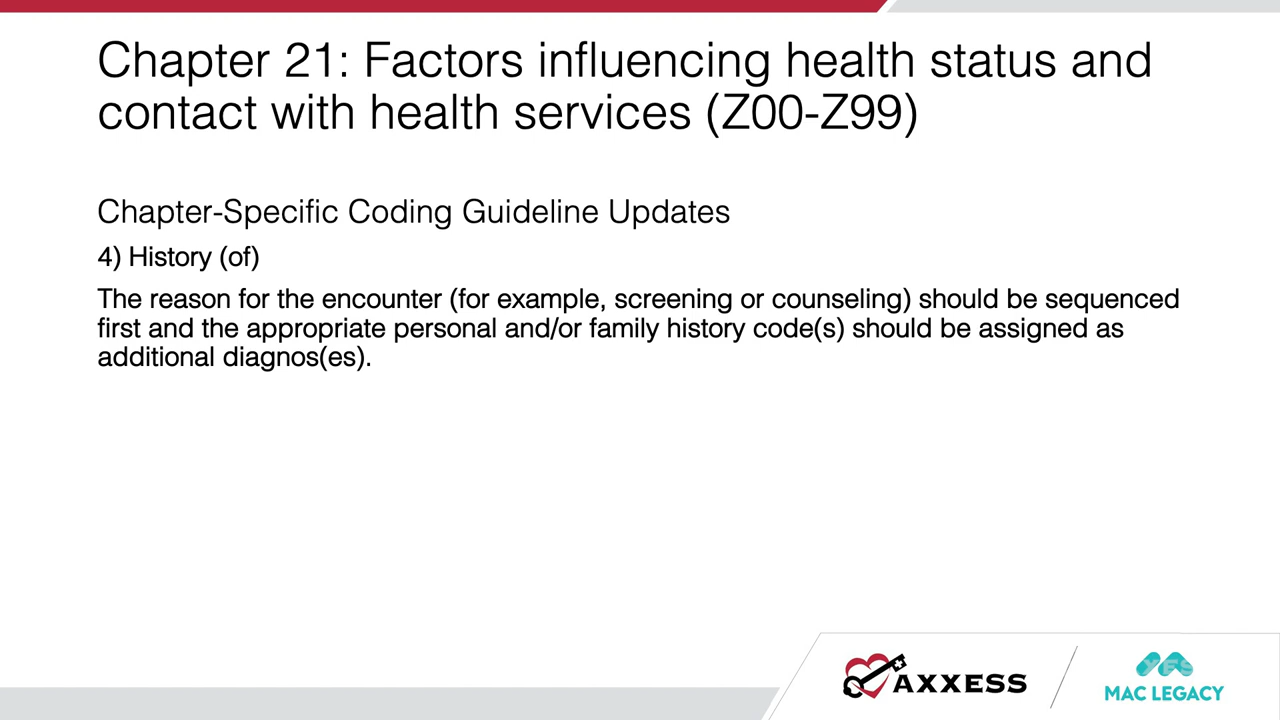 Chapter 21: Factors influencing health status and
contact with health services (Z00-Z99)
Chapter-Specific Coding Guideline Updates
4) History (of)
The reason for the encounter (for example, screening or counseling) should be sequenced
first and the appropriate personal and/or family history code(s) should be assigned as
additional diagnos(es).
AXXESS
MAC LEGACY